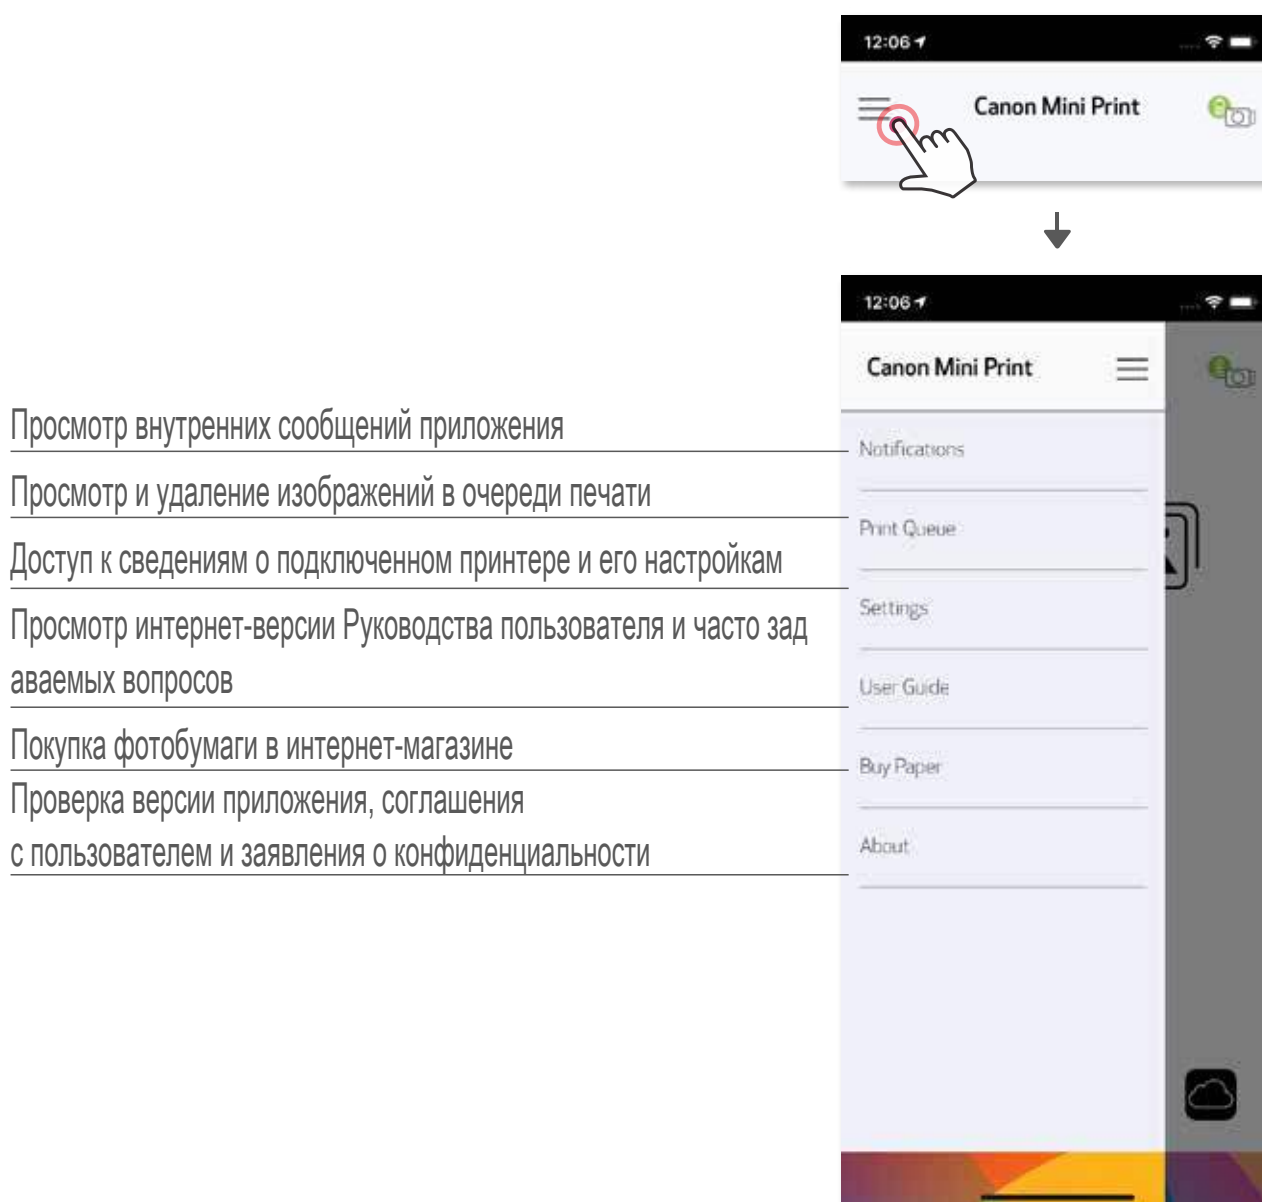 12:06
Canon Mini Print
12:06
Canon Mini Print
Просмотр внутренних сообщений приложения
Notifications
Просмотр и удаление изображений в очереди печати
Print Queue
Доступ к сведениям о подключенном принтере и его настройкам
Settings
Просмотр интернет-версии Руководства пользователя и часто зад
аваемых вопросов
User Guide
Покупка фотобумаги в интернет-магазине
Buy Paper
Проверка версии приложения, соглашения
с пользователем и заявления о конфиденциальности
About